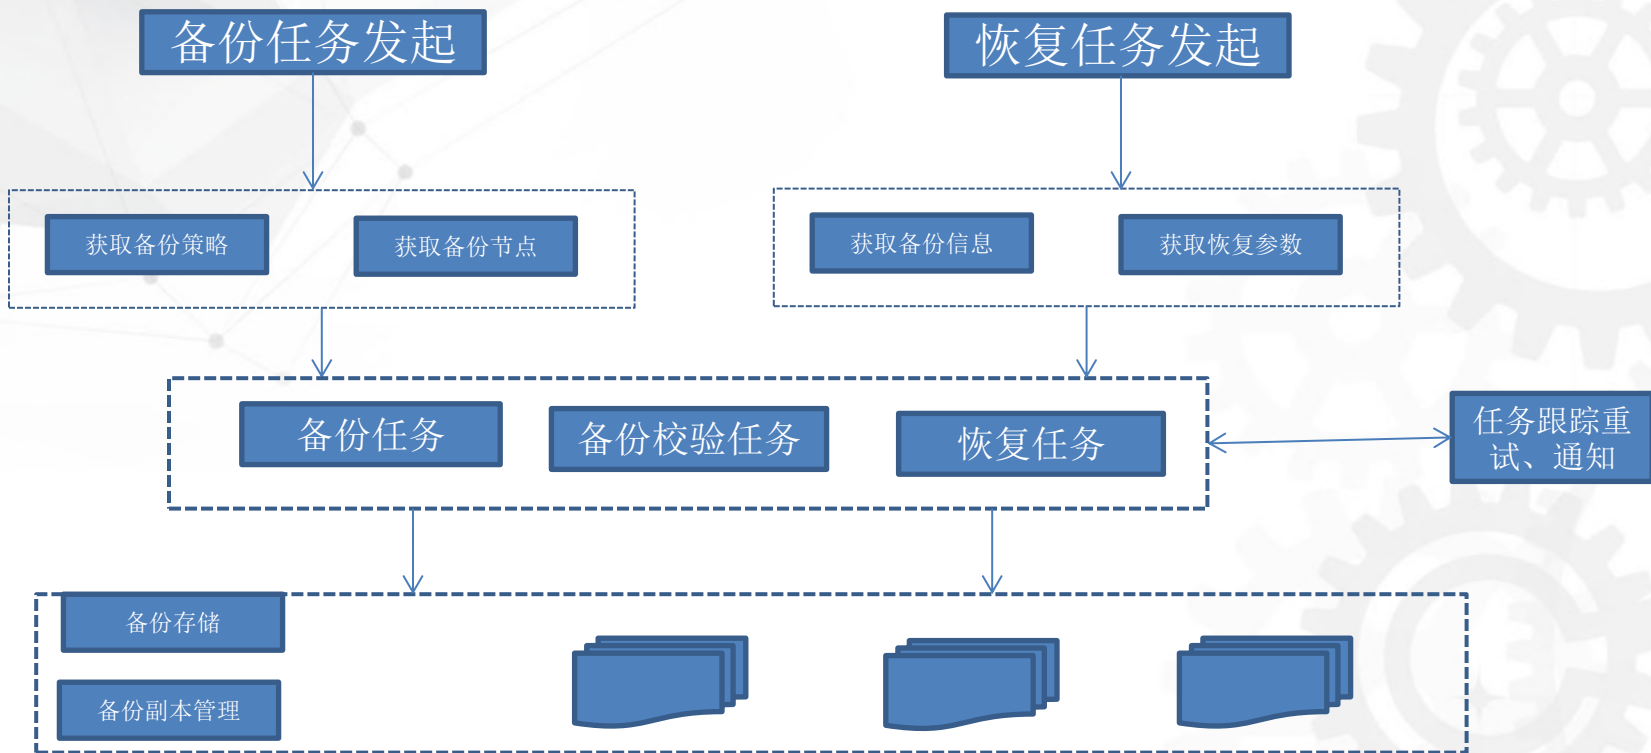 备份任务发起
恢复任务发起
获取备份策略
获取备份节点
获取备份信息
获取恢复参数
备份任务
备份校验任务
恢复任务
任务跟踪重
试、通知
备份存储
备份副本管理